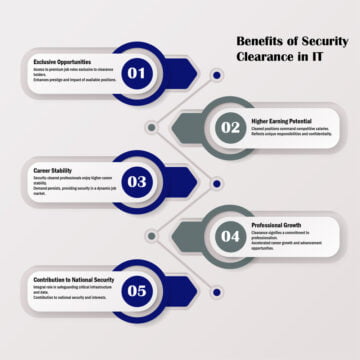 Benefits of Security
Clearance in IT
Exclusive Opportunities
Access to premium job roles exclusive to clearance
holders.
Enhances prestige and impact of available positions.
01
02
Higher Earning Potential
Cleared positions command competitive salaries.
Reflects unique responsibilities and confidentiality.
Career Stability
Security-cleared professionals enjoy higher career
stability.
Demand persists, providing security in a dynamic job
market.
03
04
Professional Growth
Clearance signifies a commitment to
professionalism.
Accelerated career growth and advancement
opportunities.
Contribution to National Security
Integral role in safeguarding critical infrastructure
and data.
Contribution to national security and interests.
05